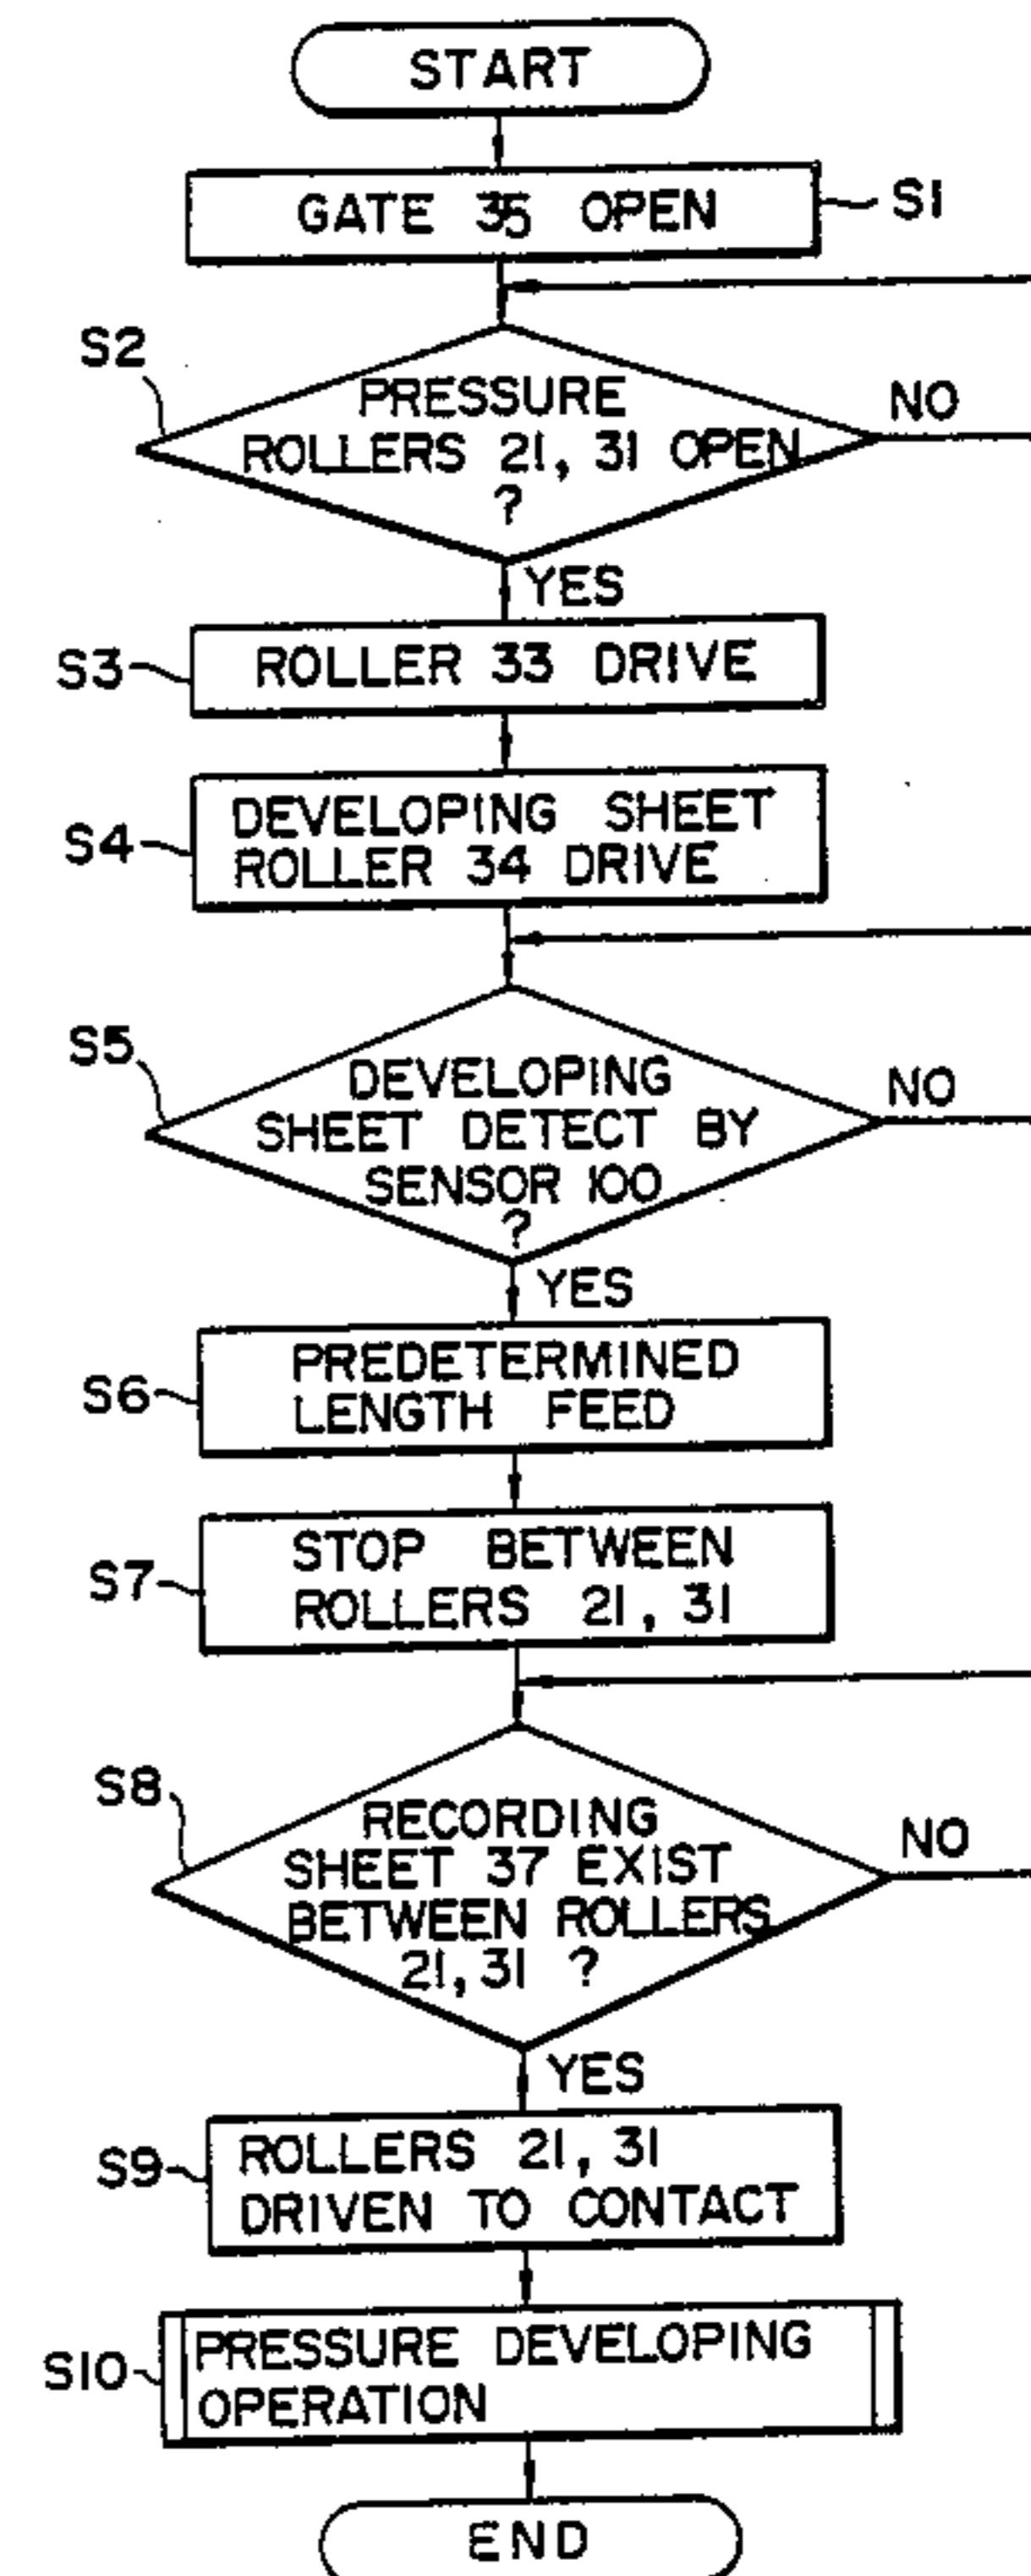 START
GATE 35 OPEN
S1
S2
PRESSURE
ROLLERS 21, 31 OPEN
?
NO
YES
S3
ROLLER 33 DRIVE
S4
DEVELOPING SHEET
ROLLER 34 DRIVE
S5
DEVELOPING
SHEET DETECT BY
SENSOR 100
?
NO
YES
S6
PREDETERMINED
LENGTH FEED
S7
STOP BETWEEN
ROLLERS 21, 31
S8
RECORDING
SHEET 37 EXIST
BETWEEN ROLLERS
21, 31 ?
NO
YES
S9
ROLLERS 21, 31
DRIVEN TO CONTACT
S10
PRESSURE DEVELOPING
OPERATION
END